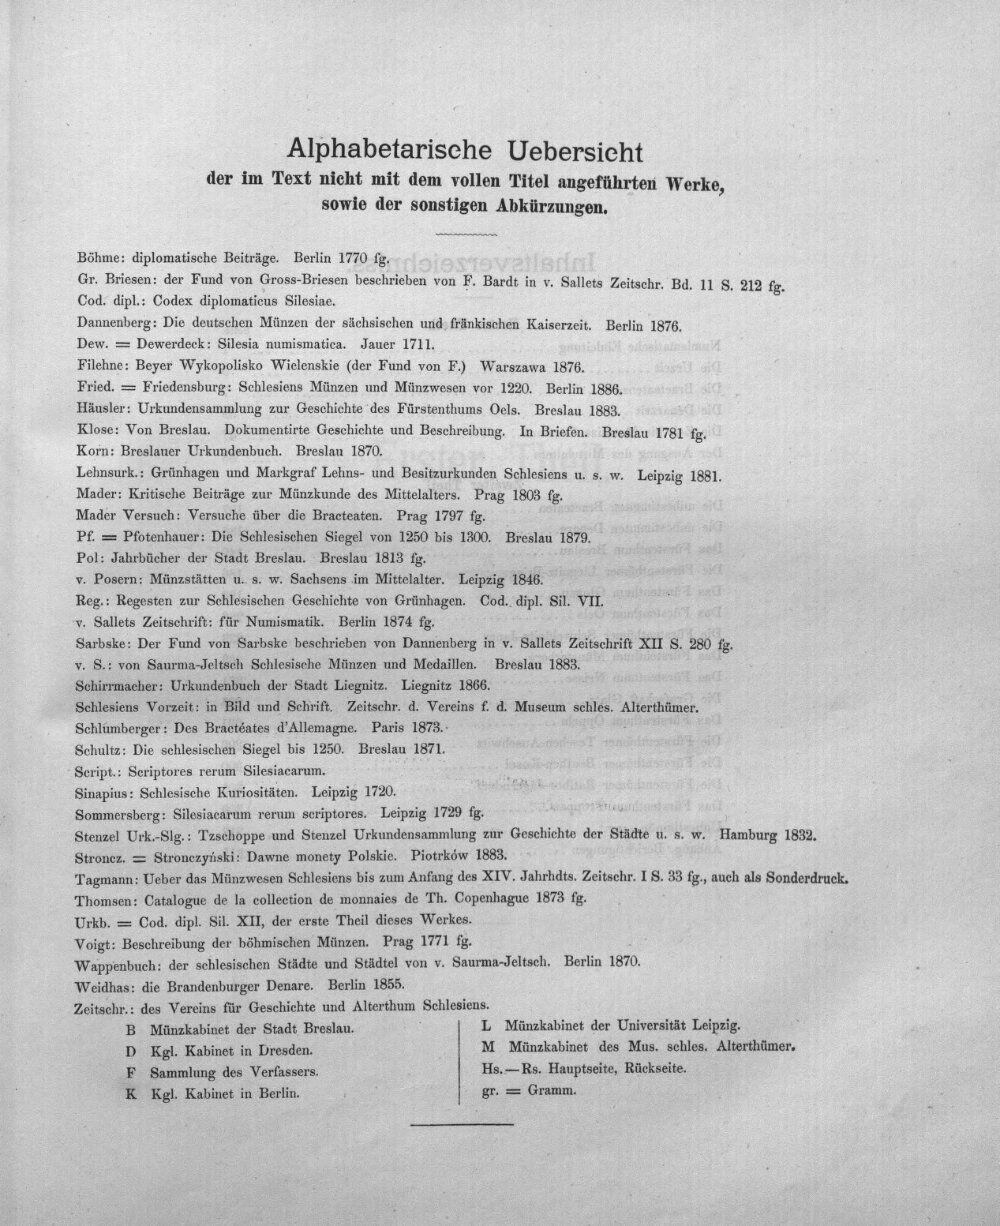 Alphabetarische Uebersicht
der im Text nicht mit dem vollen Titel angeführten Werke,
sowie der sonstigen Abkürzungen.
Böhme: diplomatische Beiträge. Berlin 1770 fg.
Gr. Briesen: der Fund von Gross-Briesen beschrieben von F. Bardt in v. Sallets Zeitschr. Bd. 11 S. 212 fg.
Cod. dipl.: Codex diplomaticus Silesiae.
Dannenberg: Die deutschen Münzen der sächsischen und fränkischen Kaiserzeit. Berlin 1876.
Dew. = Dewerdeck: Silesia numismatica. Jauer 1711.
Filehne: Beyer Wykopolisko Wielenskie (der Fund von F.) Warszawa 1876.
Fried. = Friedensburg: Schlesiens Münzen und Münzwesen vor 1220. Berlin 1886.
Häusler: Urkundensammlung zur Geschichte des Fürstenthums Oels. Breslau 1883.
Klose: Von Breslau. Dokumentirte Geschichte und Beschreibung. In Briefen. Breslau 1781 fg.
Korn: Breslauer Urkundenbuch. Breslau 1870.
Lehnsurk.: Grünhagen und Markgraf Lehns- und Besitzurkunden Schlesiens u. s. w. Leipzig 1881.
Mader: Kritische Beiträge zur Münzkunde des Mittelalters. Prag 1803 fg.
Mader Versuch: Versuche über die Bracteaten. Prag 1797 fg.
Pf. = Pfotenhauer: Die Schlesischen Siegel von 1250 bis 1300. Breslau 1879.
Pol: Jahrbücher der Stadt Breslau. Breslau 1813 fg.
v. Posern: Münzstätten u. s. w. Sachsens im Mittelalter. Leipzig 1846.
Reg.: Regesten zur Schlesischen Geschichte von Grünhagen. Cod. dipl. Sil. VII.
v. Sallets Zeitschrift: für Numismatik. Berlin 1874 fg.
Sarbske: Der Fund von Sarbske beschrieben von Dannenberg in v. Sallets Zeitschrift XII S. 280 fg.
v. S.: von Saurma-Jeltsch Schlesische Münzen und Medaillen. Breslau 1883.
Schirrmacher: Urkundenbuch der Stadt Liegnitz. Liegnitz 1866.
Schlesiens Vorzeit: in Bild und Schrift. Zeitschr. d. Vereins f. d. Museum schles. Alterthümer.
Schlumberger: Des Bractéates d'Allemagne. Paris 1873.
Schultz: Die schlesischen Siegel bis 1250. Breslau 1871.
Script.: Scriptores rerum Silesiacarum.
Sinapius: Schlesische Kuriositäten. Leipzig 1720.
Sommersberg: Silesiacarum rerum scriptores. Leipzig 1729 fg.
Stenzel Urk.-Slg.: Tzschoppe und Stenzel Urkundensammlung zur Geschichte der Städte u. s. w. Hamburg 1832.
Stroncz. = Stronczyński: Dawne monety Polskie. Piotrków 1883.
Tagmann: Ueber das Münzwesen Schlesiens bis zum Anfang des XIV. Jahrhdts. Zeitschr. I S. 33 fg., auch als Sonderdruck.
Thomsen: Catalogue de la collection de monnaies de Th. Copenhague 1873 fg.
Urkb. = Cod. dipl. Sil. XII, der erste Theil dieses Werkes.
Voigt: Beschreibung der böhmischen Münzen. Prag 1771 fg.
Wappenbuch: der schlesischen Städte und Städtel von v. Saurma-Jeltsch. Berlin 1870.
Weidhas: die Brandenburger Denare. Berlin 1855.
Zeitschr.: des Vereins für Geschichte und Alterthum Schlesiens.
B Münzkabinet der Stadt Breslau.
D Kgl. Kabinet in Dresden.
F Sammlung des Verfassers.
K Kgl. Kabinet in Berlin.
L Münzkabinet der Universität Leipzig.
M Münzkabinet des Mus. schles. Alterthümer.
Hs.—Rs. Hauptseite, Rückseite.
gr. = Gramm.